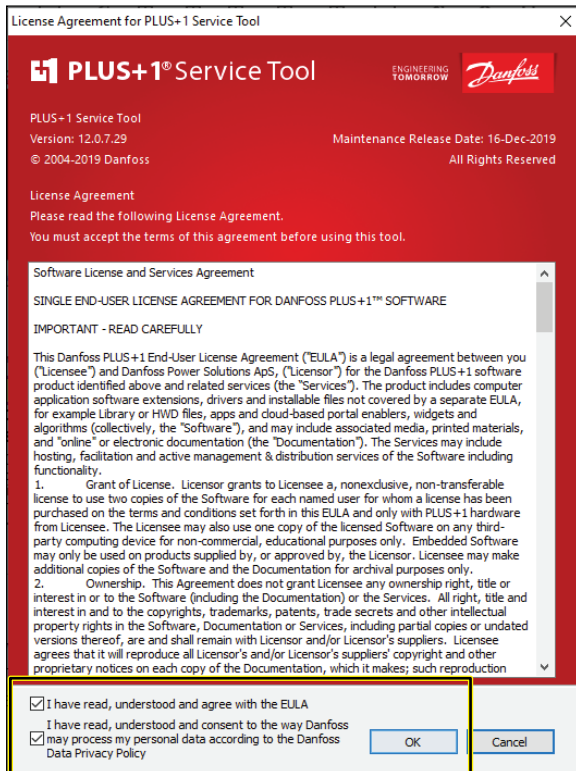 License Agreement for PLUS+1 Service Tool
PLUS+1® Service Tool
ENGINEERING
TOMORROW
Danfoss
PLUS+1 Service Tool
Version: 12.0.7.29
Maintenance Release Date: 16-Dec-2019
© 2004-2019 Danfoss
All Rights Reserved
License Agreement
Please read the following License Agreement.
You must accept the terms of this agreement before using this tool.
Software License and Services Agreement
SINGLE END-USER LICENSE AGREEMENT FOR DANFOSS PLUS+1™ SOFTWARE
IMPORTANT - READ CAREFULLY
This Danfoss PLUS+1 End-User License Agreement ("EULA") is a legal agreement between you
("Licensee") and Danfoss Power Solutions ApS, ("Licensor") for the Danfoss PLUS+1 software
product identified above and related services (the "Services"). The product includes computer
application software extensions, drivers and installable files not covered by a separate EULA,
for example Library or HWD files, apps and cloud-based portal enablers, widgets and
algorithms (collectively, the "Software"), and may include associated media, printed materials,
and "online" or electronic documentation (the "Documentation"). The Services may include
hosting, facilitation and active management & distribution services of the Software including
functionality.
1. Grant of License. Licensor grants to Licensee a, nonexclusive, non-transferable
license to use two copies of the Software for each named user for whom a license has been
purchased on the terms and conditions set forth in this EULA and only with PLUS+1 hardware
from Licensee. The Licensee may also use one copy of the licensed Software on any third-
party computing device for non-commercial, educational purposes only. Embedded Software
may only be used on products supplied by, or approved by, the Licensor. Licensee may make
additional copies of the Software and the Documentation for archival purposes only.
2. Ownership. This Agreement does not grant Licensee any ownership right, title or
interest in or to the Software (including the Documentation) or the Services. All right, title and
interest in and to the copyrights, trademarks, patents, trade secrets and other intellectual
property rights in the Software, Documentation or Services, including partial copies or undated
versions thereof, are and shall remain with Licensor and/or Licensor's suppliers. Licensee
agrees that it will reproduce all Licensor's and/or Licensor's suppliers' copyright and other
proprietary notices on each copy of the Documentation, which it makes; such reproduction
I have read, understood and agree with the EULA
I have read, understood and consent to the way Danfoss
may process my personal data according to the Danfoss
Data Privacy Policy
OK
Cancel